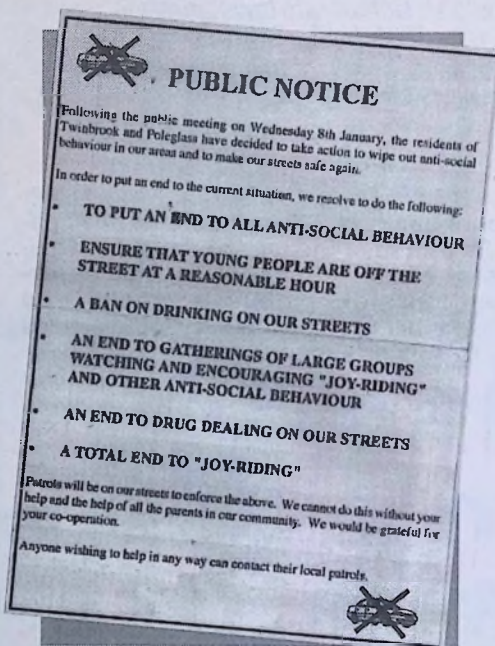 PUBLIC NOTICE
Following the public meeting on Wednesday 8th January, the residents of
Twinbrook and Poleglass have decided to take action to wipe out anti-social
behaviour in our areas and to make our streets safe again.
In order to put an end to the current situation, we resolve to do the following:
• TO PUT AN END TO ALL ANTI-SOCIAL BEHAVIOUR
• ENSURE THAT YOUNG PEOPLE ARE OFF THE
STREET AT A REASONABLE HOUR
• A BAN ON DRINKING ON OUR STREETS
• AN END TO GATHERINGS OF LARGE GROUPS
WATCHING AND ENCOURAGING "JOY-RIDING"
AND OTHER ANTI-SOCIAL BEHAVIOUR
• AN END TO DRUG DEALING ON OUR STREETS
• A TOTAL END TO "JOY-RIDING"
Patrols will be on our streets to enforce the above. We cannot do this without your
help and the help of all the parents in our community. We would be grateful for
your co-operation.
Anyone wishing to help in any way can contact their local patrols.